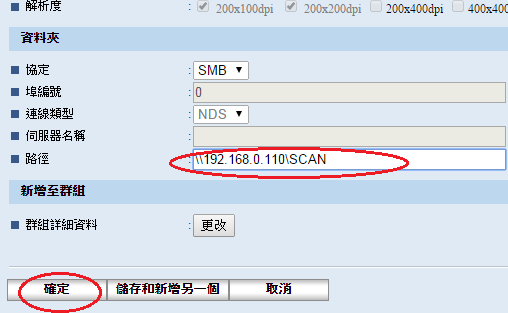 解析度 : 200x100dpi 200x200dpi 200x400dpi 400x400
資料夾
協定 : SMB
埠編號 : 0
連線類型 : NDS
伺服器名稱 :
路徑 : \\192.168.0.110\SCAN
新增至群組
群組詳細資料 : 更改
確定 儲存和新增另一個 取消